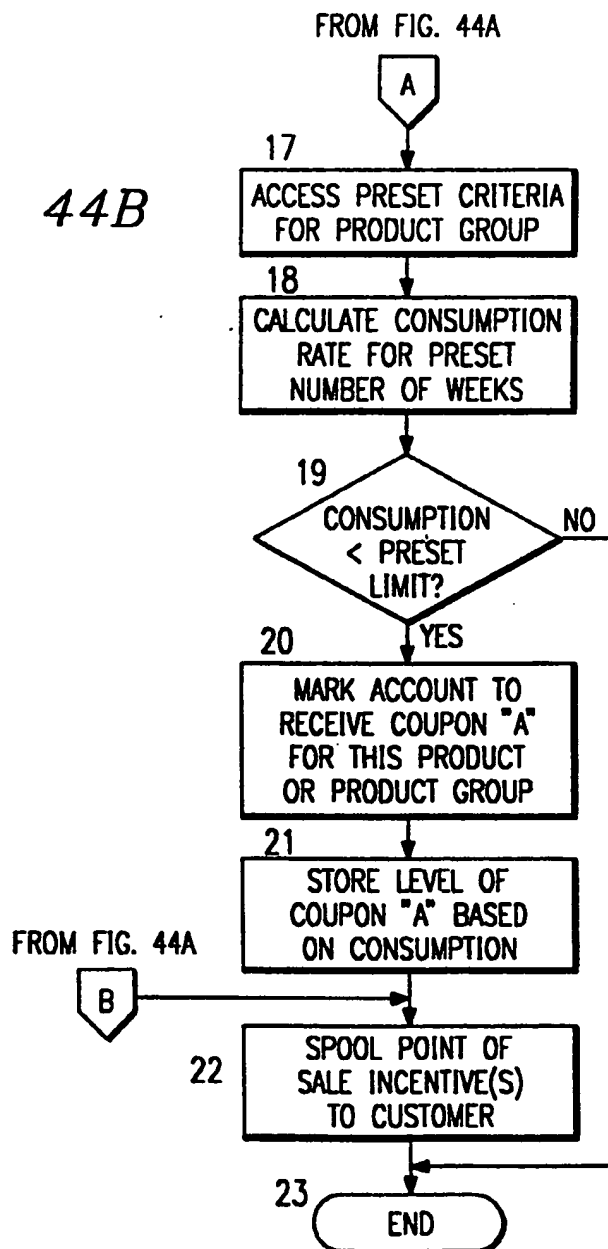 FROM FIG. 44A
A
17
44B
ACCESS PRESET CRITERIA
FOR PRODUCT GROUP
18
CALCULATE CONSUMPTION
RATE FOR PRESET
NUMBER OF WEEKS
19
CONSUMPTION
< PRESET
LIMIT?
NO
YES
20
MARK ACCOUNT TO
RECEIVE COUPON "A"
FOR THIS PRODUCT
OR PRODUCT GROUP
21
STORE LEVEL OF
COUPON "A" BASED
ON CONSUMPTION
FROM FIG. 44A
B
22
SPOOL POINT OF
SALE INCENTIVE(S)
TO CUSTOMER
23
END